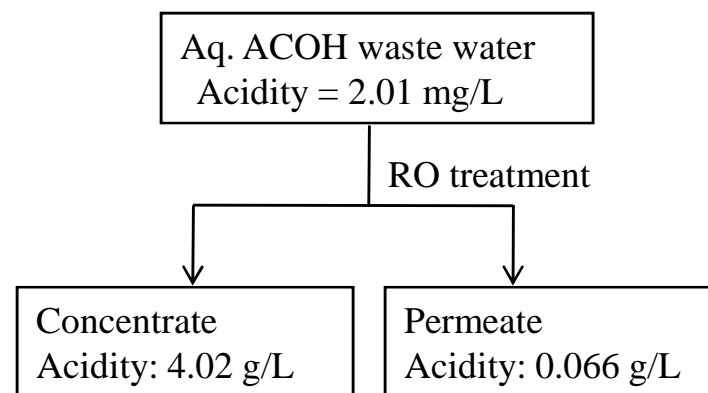 Aq. ACOH waste water
Acidity = 2.01 mg/L
RO treatment
Concentrate
Acidity: 4.02 g/L
Permeate
Acidity: 0.066 g/L